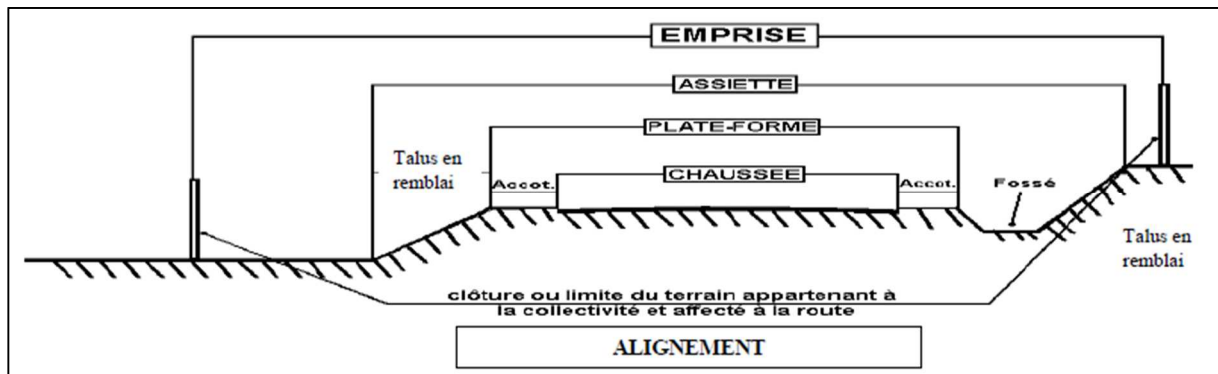 EMPRISE
ASSIETTE
PLATE-FORME
Talus en
remblai
Accot.
CHAUSSEE
Accot.
Fossé
Talus en
remblai
clôture ou limite du terrain appartenant à
la collectivité et affecté à la route
ALIGNEMENT